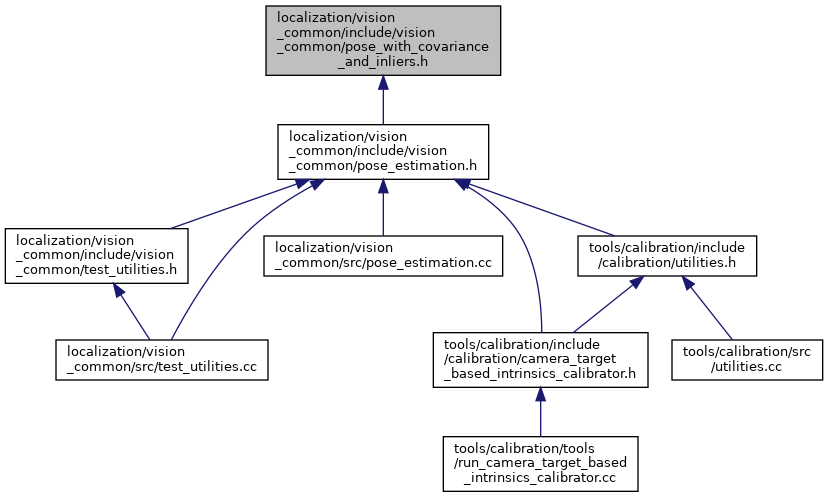 localization/vision
_common/include/vision
_common/pose_with_covariance
_and_inliers.h
localization/vision
_common/include/vision
_common/pose_estimation.h
localization/vision
_common/include/vision
_common/test_utilities.h
localization/vision
_common/src/pose_estimation.cc
tools/calibration/include
/calibration/utilities.h
localization/vision
_common/src/test_utilities.cc
tools/calibration/include
/calibration/camera_target
_based_intrinsics_calibrator.h
tools/calibration/src
/utilities.cc
tools/calibration/tools
/run_camera_target_based
_intrinsics_calibrator.cc